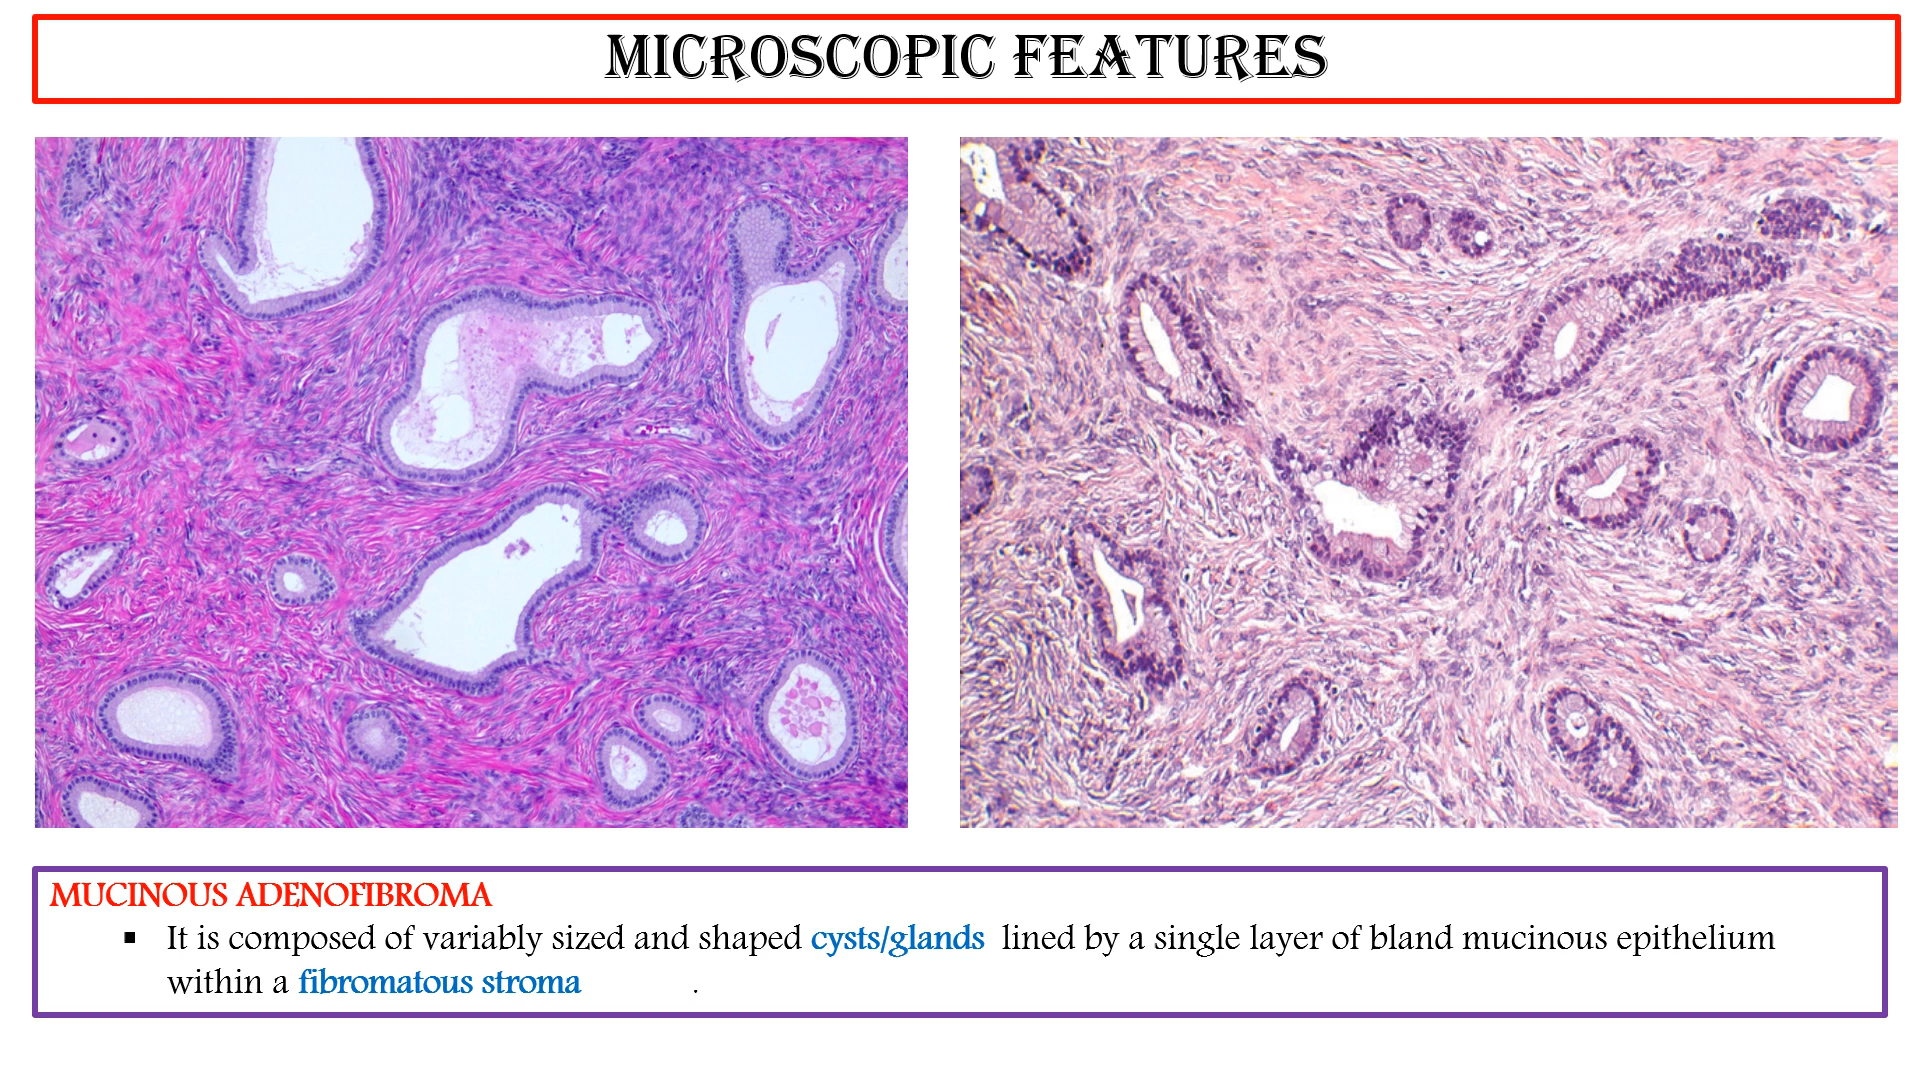 MICROSCOPIC FEATURES
MUCINOUS ADENOFIBROMA
▪ It is composed of variably sized and shaped cysts/glands lined by a single layer of bland mucinous epithelium
within a fibromatous stroma .